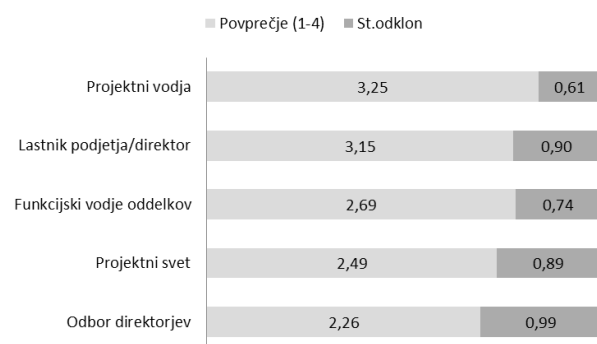 Povprečje (1-4) St.odklon
Projektni vodja 3,25 0,61
Lastnik podjetja/direktor 3,15 0,90
Funkcijski vodje oddelkov 2,69 0,74
Projektni svet 2,49 0,89
Odbor direktorjev 2,26 0,99